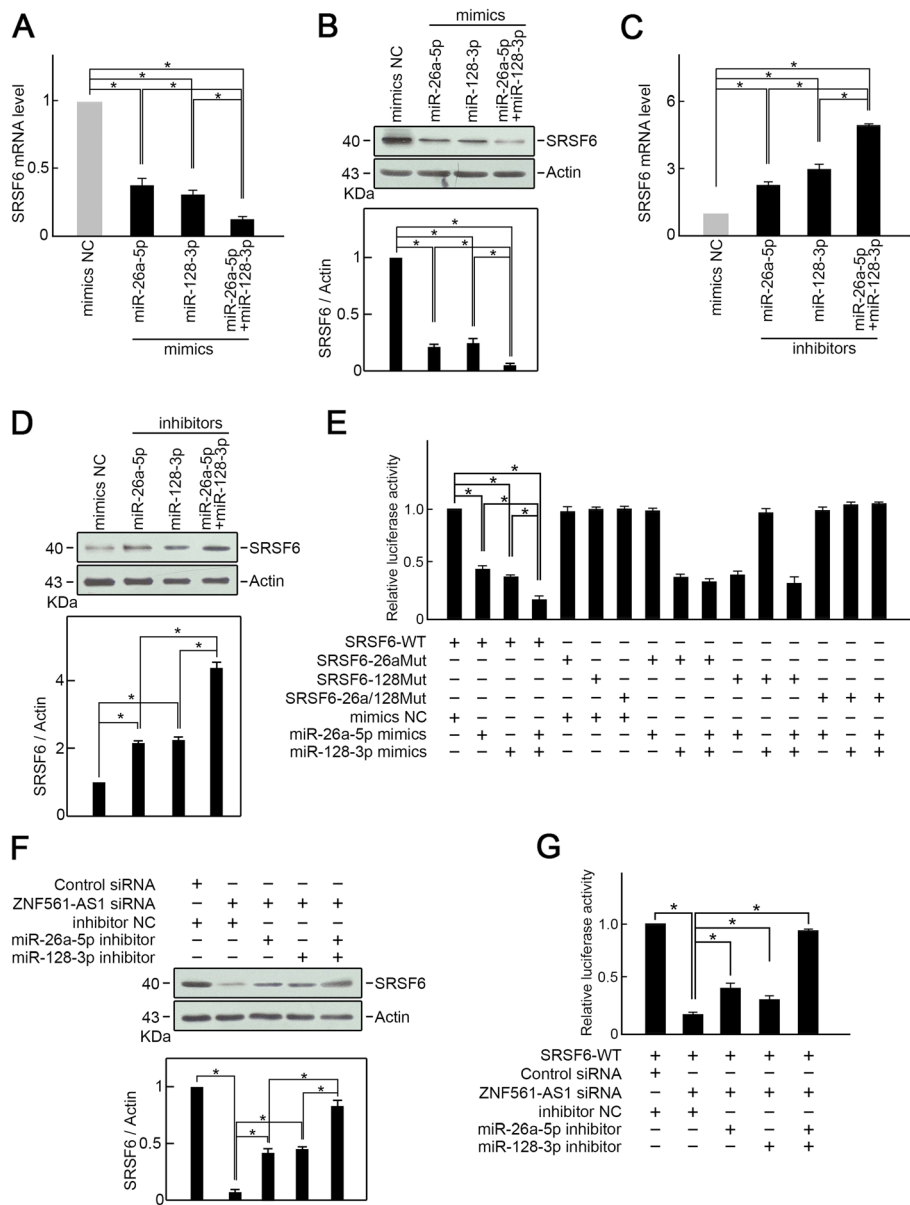 A
SRSF6 mRNA level
1
0.5
0
* * * * *
mimics NC
miR-26a-5p
miR-128-3p
miR-26a-5p
+miR-128-3p
mimics
B
mimics
mimics NC
miR-26a-5p
miR-128-3p
miR-26a-5p
+miR-128-3p
40
SRSF6
43
Actin
KDa
SRSF6 / Actin
1
0.5
0
* * * * *
C
SRSF6 mRNA level
6
3
0
* * * * *
mimics NC
miR-26a-5p
miR-128-3p
miR-26a-5p
+miR-128-3p
inhibitors
D
inhibitors
mimics NC
miR-26a-5p
miR-128-3p
miR-26a-5p
+miR-128-3p
40
SRSF6
43
Actin
KDa
SRSF6 / Actin
4
2
0
* * * *
E
Relative luciferase activity
1.0
0.5
0
* * * * *
SRSF6-WT + + + + − − − − − − − − − − − −
SRSF6-26aMut − − − − + − − + + + − − − − − −
SRSF6-128Mut − − − − − + − − − − + + + − − −
SRSF6-26a/128Mut − − − − − − + − − − − − − + + +
mimics NC + − − − + + + − − − − − − − − −
miR-26a-5p mimics − + − + − − − + − + + − + + − +
miR-128-3p mimics − − + + − − − − + + − + + − + +
F
Control siRNA + − − − −
ZNF561-AS1 siRNA − + + + +
inhibitor NC + + − − −
miR-26a-5p inhibitor − − + − +
miR-128-3p inhibitor − − − + +
40
SRSF6
43
Actin
KDa
SRSF6 / Actin
1
0.5
0
* * * * *
G
Relative luciferase activity
1.0
0.5
0
* * * *
SRSF6-WT + + + + +
Control siRNA + − − − −
ZNF561-AS1 siRNA − + + + +
inhibitor NC + + − − −
miR-26a-5p inhibitor − − + − +
miR-128-3p inhibitor − − − + +